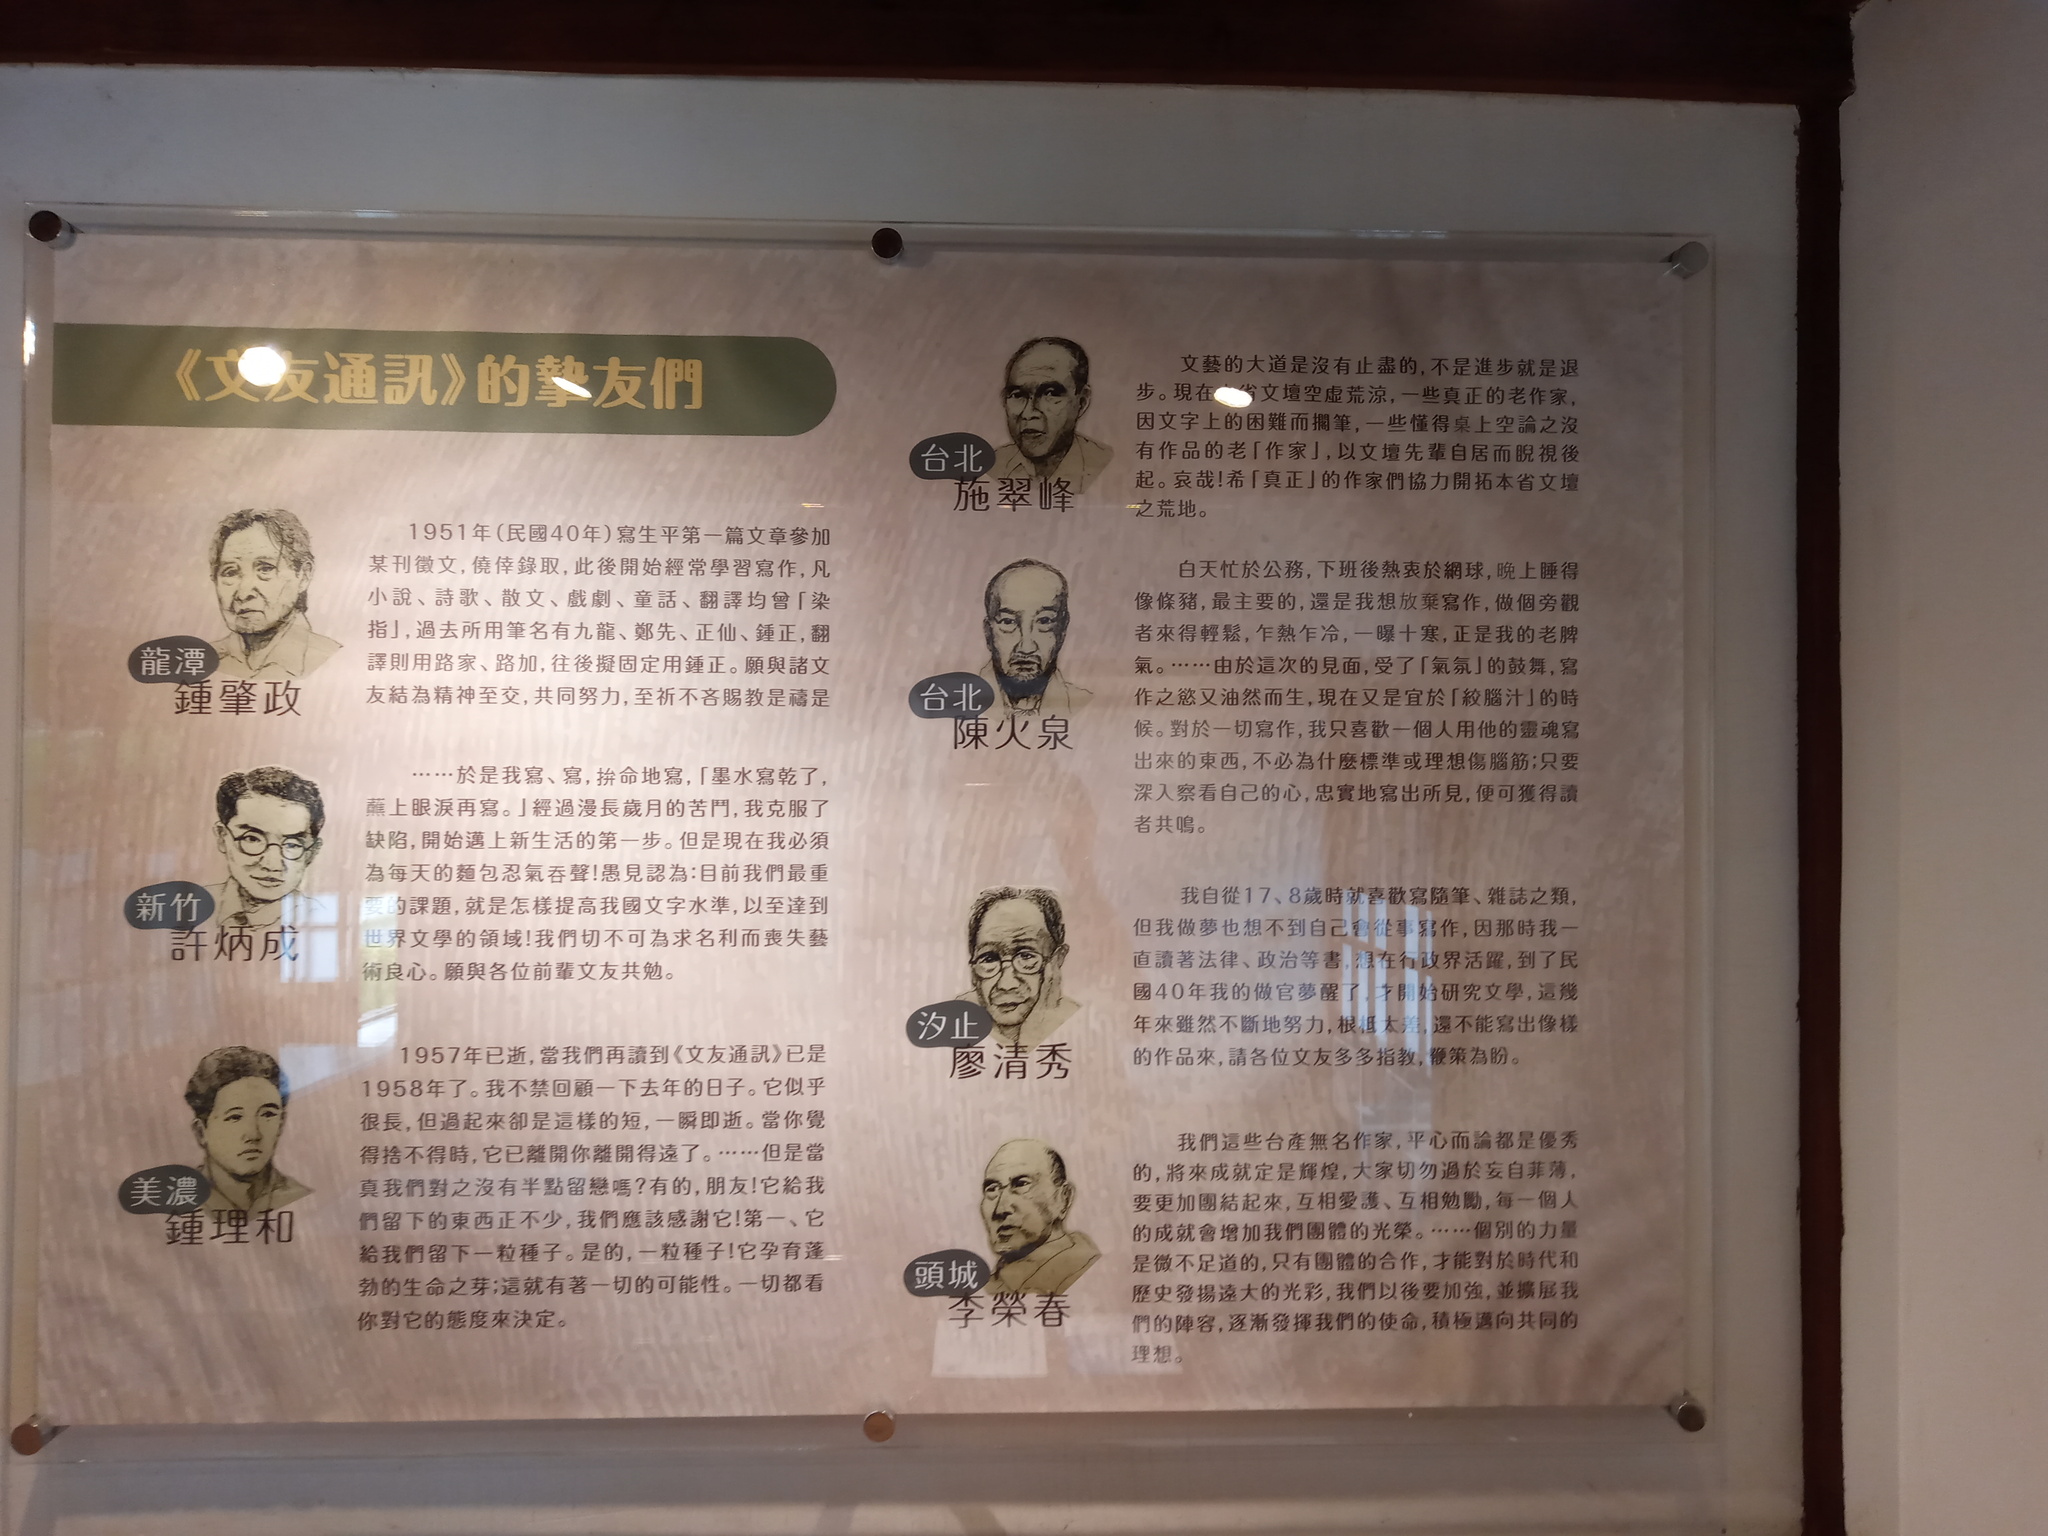 《文友通訊》的摯友們
龍潭
鍾肇政
1951年(民國40年)寫生平第一篇文章參加
某刊徵文,僥倖錄取,此後開始經常學習寫作,凡
小說、詩歌、散文、戲劇、童話、翻譯均曾「染
指」,過去所用筆名有九龍、鄭先、正仙、鍾正,翻
譯則用路家、路加,往後擬固定用鍾正。願與諸文
友結為精神至交,共同努力,至祈不吝賜教是禱是
新竹
許炳成
……於是我寫、寫,拚命地寫,「墨水寫乾了,
蘸上眼淚再寫。」經過漫長歲月的苦鬥,我克服了
缺陷,開始邁上新生活的第一步。但是現在我必須
為每天的麵包忍氣吞聲!愚見認為:目前我們最重
要的課題,就是怎樣提高我國文字水準,以至達到
世界文學的領域!我們切不可為求名利而喪失藝
術良心。願與各位前輩文友共勉。
美濃
鍾理和
1957年已逝,當我們再讀到《文友通訊》已是
1958年了。我不禁回顧一下去年的日子。它似乎
很長,但過起來卻是這樣的短,一瞬即逝。當你覺
得捨不得時,它已離開你離開得遠了。……但是當
真我們對之沒有半點留戀嗎?有的,朋友!它給我
們留下的東西正不少,我們應該感謝它!第一、它
給我們留下一粒種子。是的,一粒種子!它孕育蓬
勃的生命之芽;這就有著一切的可能性。一切都看
你對它的態度來決定。
台北
施翠峰
文藝的大道是沒有止盡的,不是進步就是退
步。現在本省文壇空虛荒涼,一些真正的老作家,
因文字上的困難而擱筆,一些懂得桌上空論之沒
有作品的老「作家」,以文壇先輩自居而睨視後
起。哀哉!希「真正」的作家們協力開拓本省文壇
之荒地。
台北
陳火泉
白天忙於公務,下班後熱衷於網球,晚上睡得
像條豬,最主要的,還是我想放棄寫作,做個旁觀
者來得輕鬆,乍熱乍冷,一曝十寒,正是我的老脾
氣。……由於這次的見面,受了「氣氛」的鼓舞,寫
作之慾又油然而生,現在又是宜於「絞腦汁」的時
候。對於一切寫作,我只喜歡一個人用他的靈魂寫
出來的東西,不必為什麼標準或理想傷腦筋;只要
深入察看自己的心,忠實地寫出所見,便可獲得讀
者共鳴。
汐止
廖清秀
我自從17、8歲時就喜歡寫隨筆、雜誌之類,
但我做夢也想不到自己會從事寫作,因那時我一
直讀著法律、政治等書,想在行政界活躍,到了民
國40年我的做官夢醒了,才開始研究文學,這幾
年來雖然不斷地努力,根柢太差,還不能寫出像樣
的作品來,請各位文友多多指教,鞭策為盼。
頭城
李榮春
我們這些台產無名作家,平心而論都是優秀
的,將來成就定是輝煌,大家切勿過於妄自菲薄,
要更加團結起來,互相愛護、互相勉勵,每一個人
的成就會增加我們團體的光榮。……個別的力量
是微不足道的,只有團體的合作,才能對於時代和
歷史發揚遠大的光彩,我們以後要加強,並擴展我
們的陣容,逐漸發揮我們的使命,積極邁向共同的
理想。